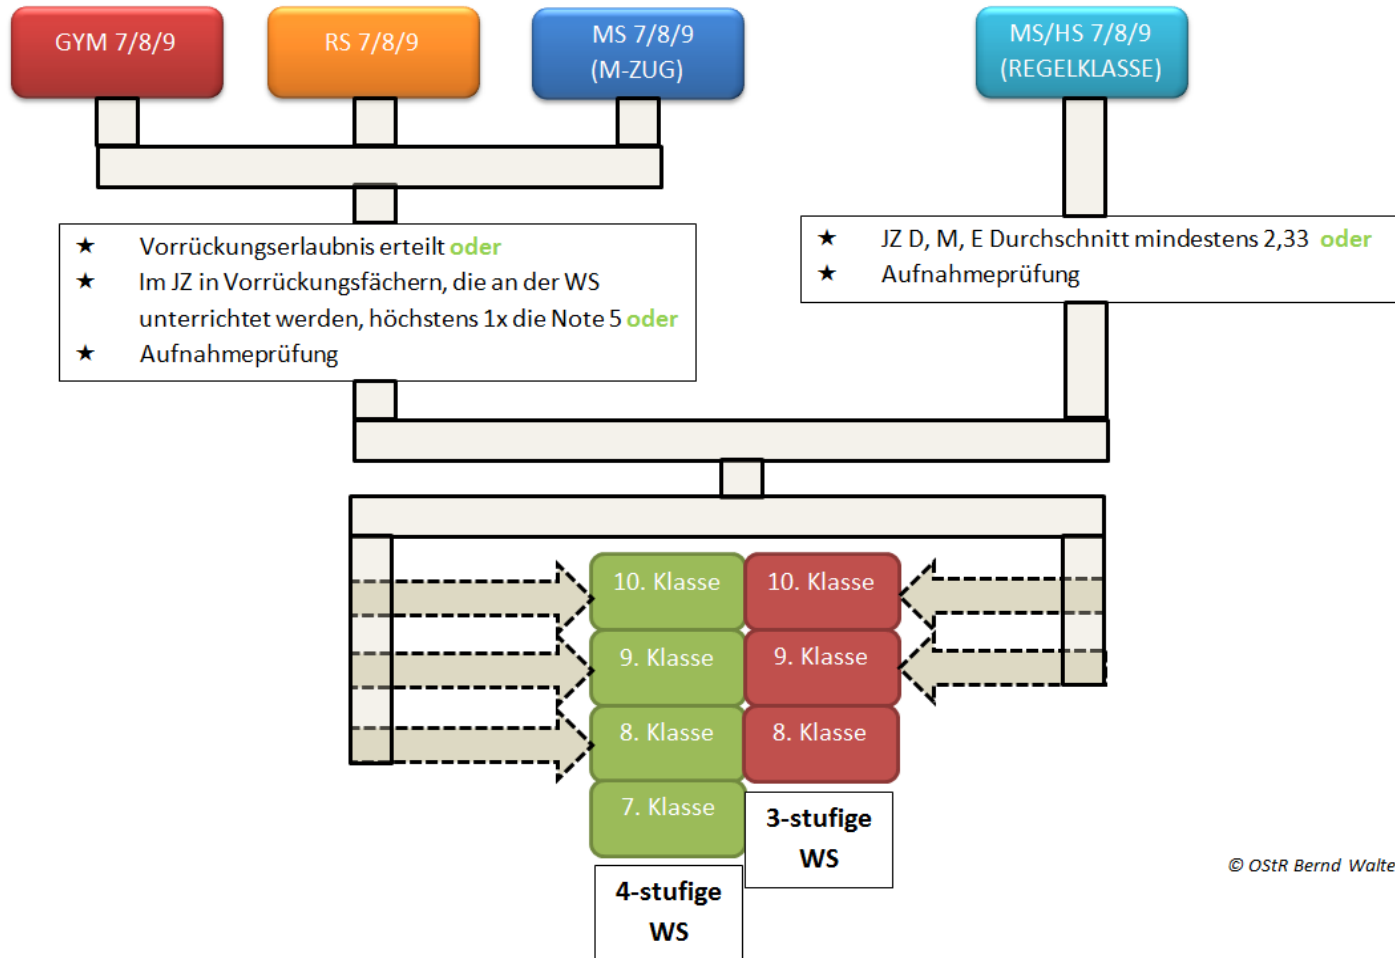 GYM 7/8/9
RS 7/8/9
MS 7/8/9
(M-ZUG)
MS/HS 7/8/9
(REGELKLASSE)
★ Vorrückungserlaubnis erteilt oder
★ Im JZ in Vorrückungsfächern, die an der WS
unterrichtet werden, höchstens 1x die Note 5 oder
★ Aufnahmeprüfung
★ JZ D, M, E Durchschnitt mindestens 2,33 oder
★ Aufnahmeprüfung
10. Klasse
10. Klasse
9. Klasse
9. Klasse
8. Klasse
8. Klasse
7. Klasse
3-stufige
WS
4-stufige
WS
© OStR Bernd Walte